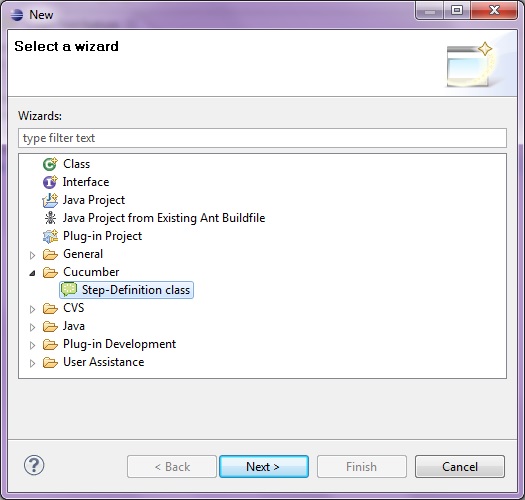 New
Select a wizard
Wizards:
type filter text
Class
Interface
Java Project
Java Project from Existing Ant Buildfile
Plug-in Project
General
Cucumber
Step-Definition class
CVS
Java
Plug-in Development
User Assistance
< Back
Next >
Finish
Cancel